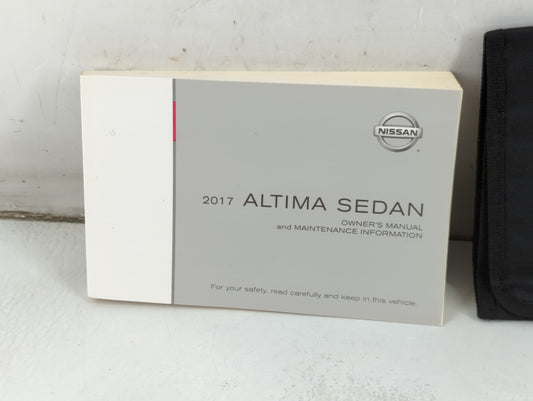 NISSAN
2017 ALTIMA SEDAN
OWNER'S MANUAL
and MAINTENANCE INFORMATION
For your safety, read carefully and keep in this vehicle.